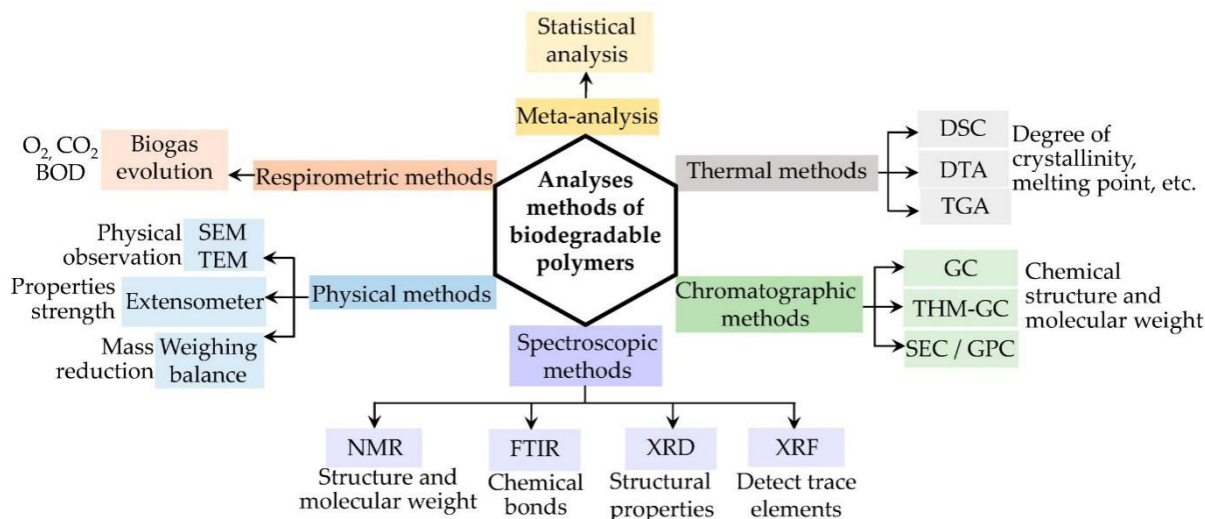 Statistical
analysis
Meta-analysis
O₂, CO₂
BOD
Biogas
evolution
Respirometric methods
Analyses
methods of
biodegradable
polymers
Thermal methods
DSC
DTA
TGA
Degree of
crystallinity,
melting point, etc.
Physical
observation
SEM
TEM
Properties
strength
Extensometer
Mass
reduction
Weighing
balance
Physical methods
Chromatographic
methods
GC
THM-GC
SEC / GPC
Chemical
structure and
molecular weight
Spectroscopic
methods
NMR
Structure and
molecular weight
FTIR
Chemical
bonds
XRD
Structural
properties
XRF
Detect trace
elements